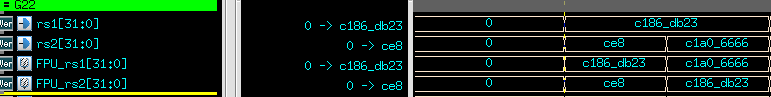 = G22
rs1[31:0] 0 -> c186_db23 0 c186_db23
rs2[31:0] 0 -> ce8 0 ce8 c1a0_6666
FPU_rs1[31:0] 0 -> c186_db23 0 c186_db23 c1a0_6666
FPU_rs2[31:0] 0 -> ce8 0 ce8 c186_db23